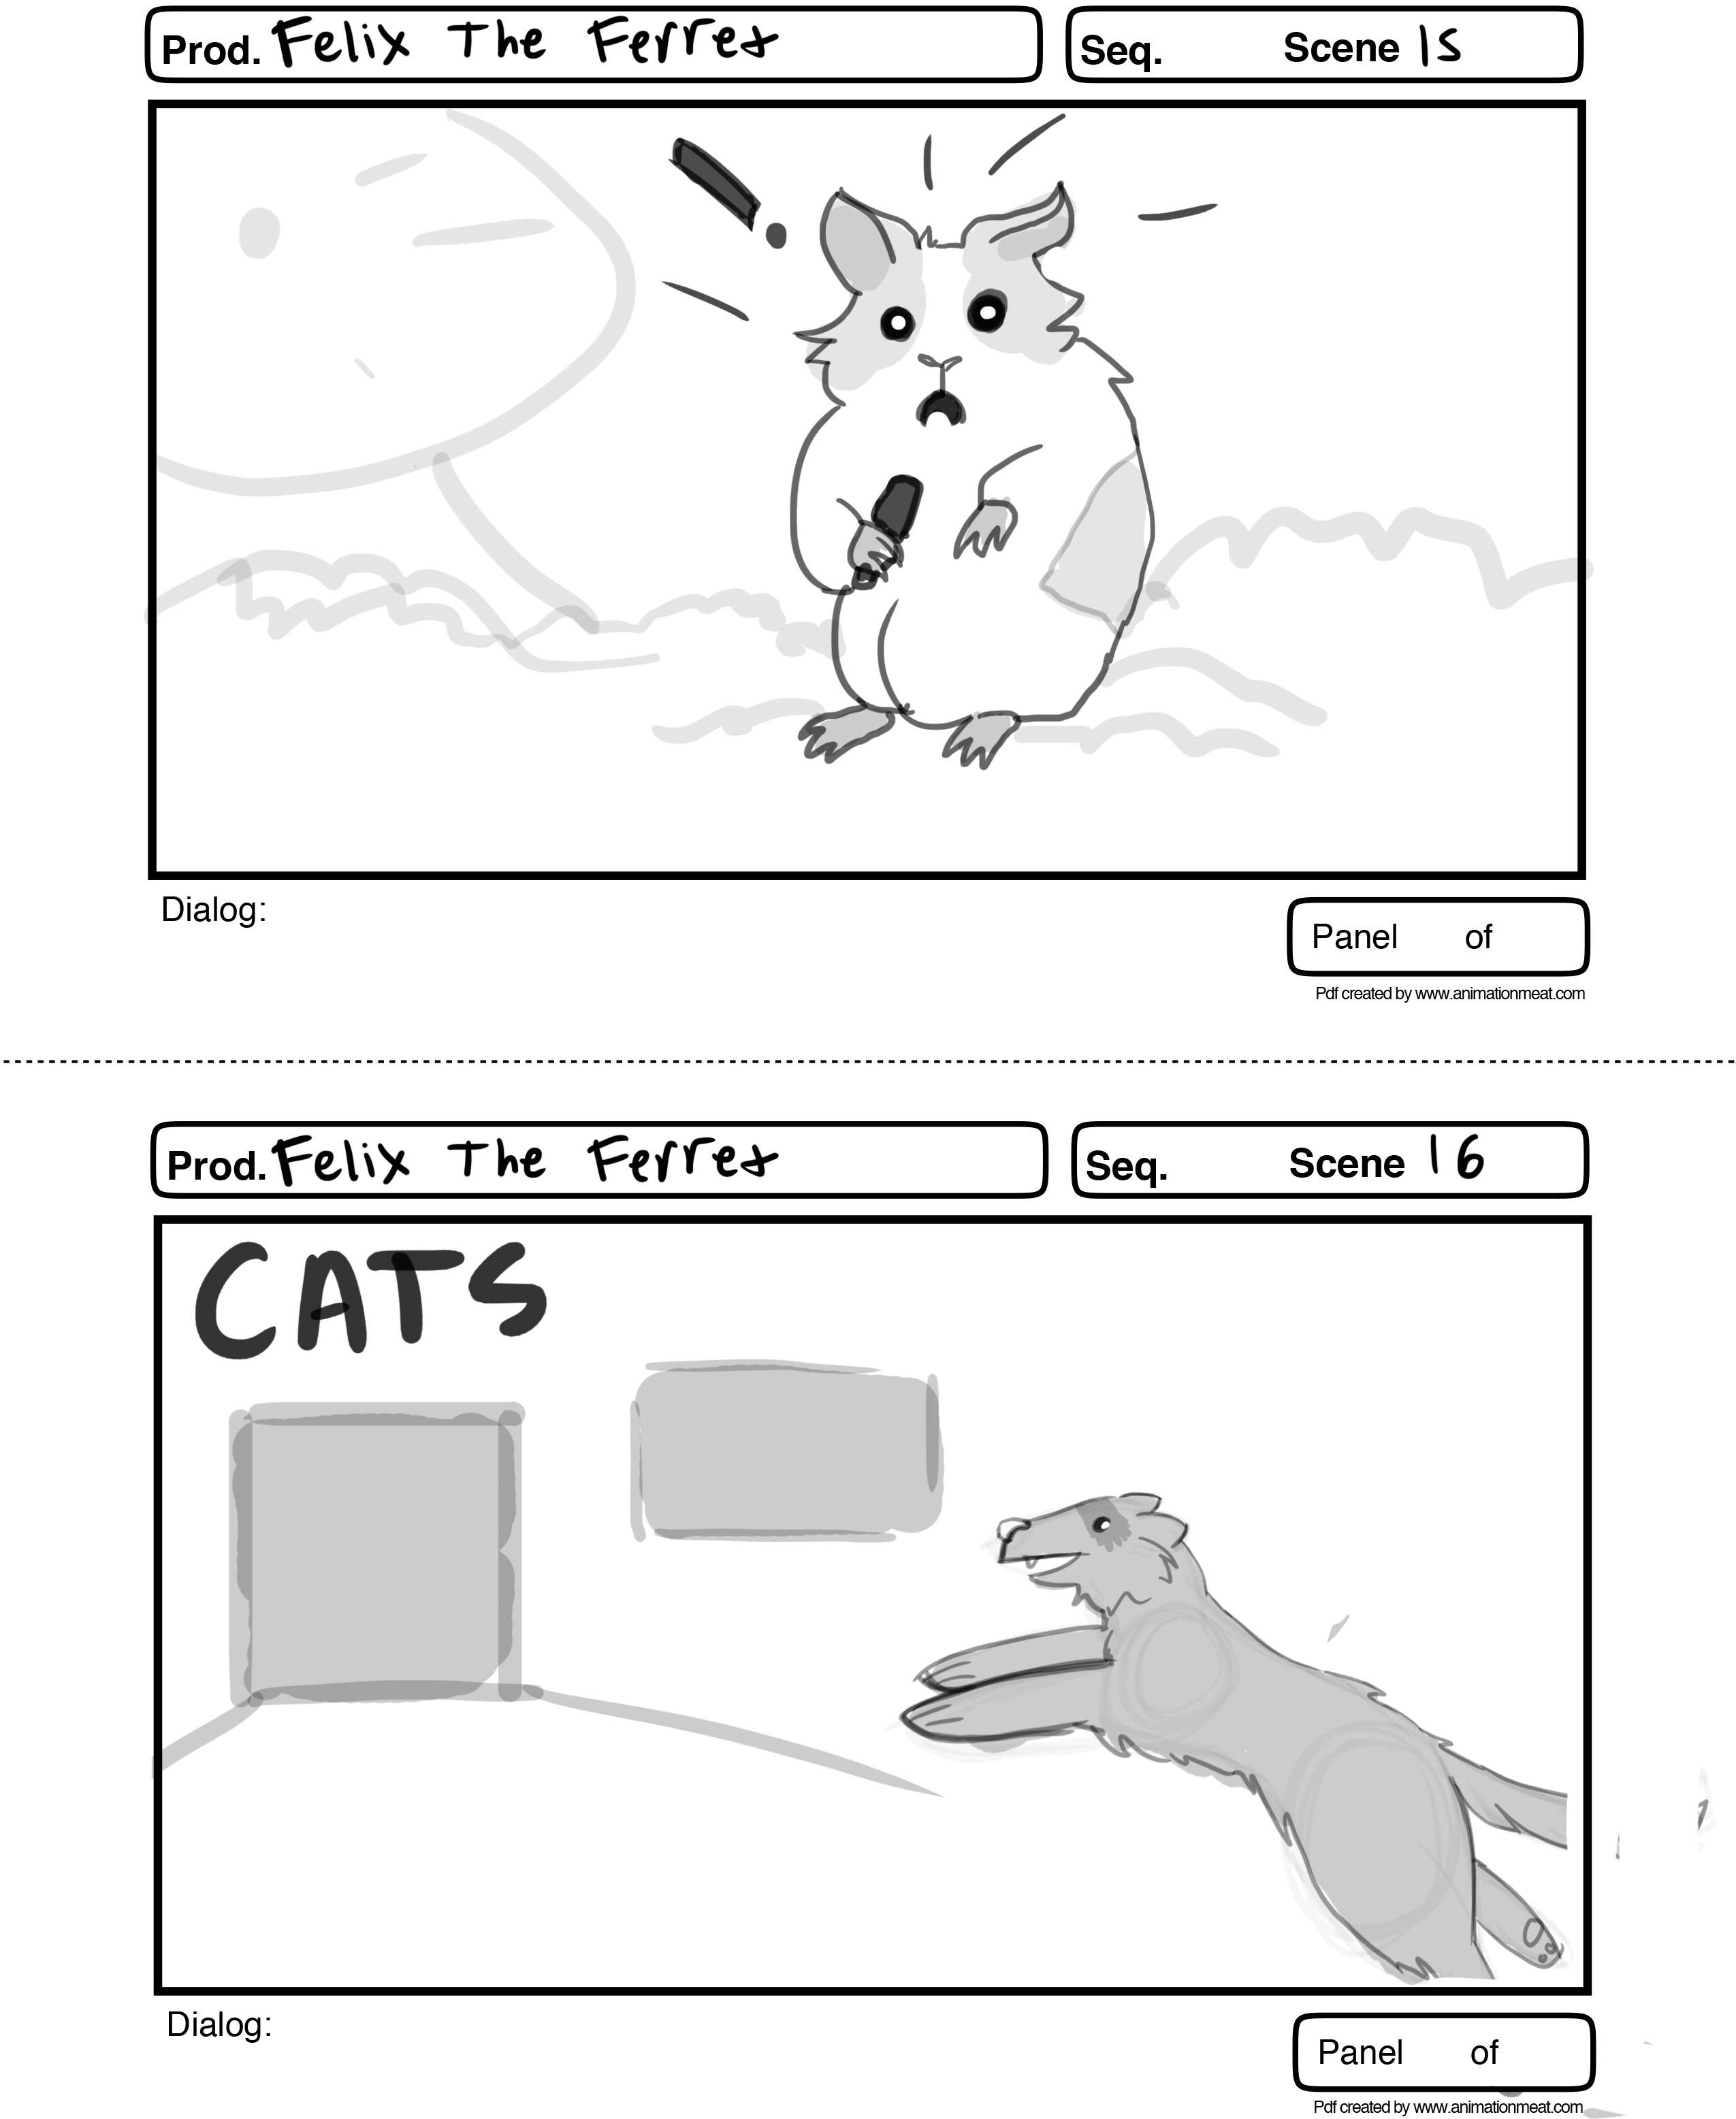 Prod. Felix The Ferret
Seq. Scene 15
Dialog:
Panel of
Pdf created by www.animationmeat.com
Prod. Felix The Ferret
Seq. Scene 16
CATS
Dialog:
Panel of
Pdf created by www.animationmeat.com